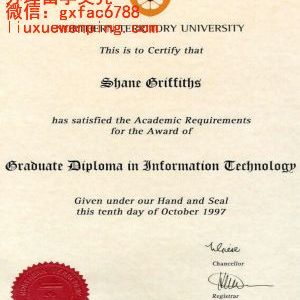 微信：gxfac6788
liuxuewenping.com
NORTHERN TERRITORY UNIVERSITY
This is to Certify that
Shane Griffiths
has satisfied the Academic Requirements
for the Award of
Graduate Diploma in Information Technology
Given under our Hand and Seal
this tenth day of October 1997
Chancellor
Registrar